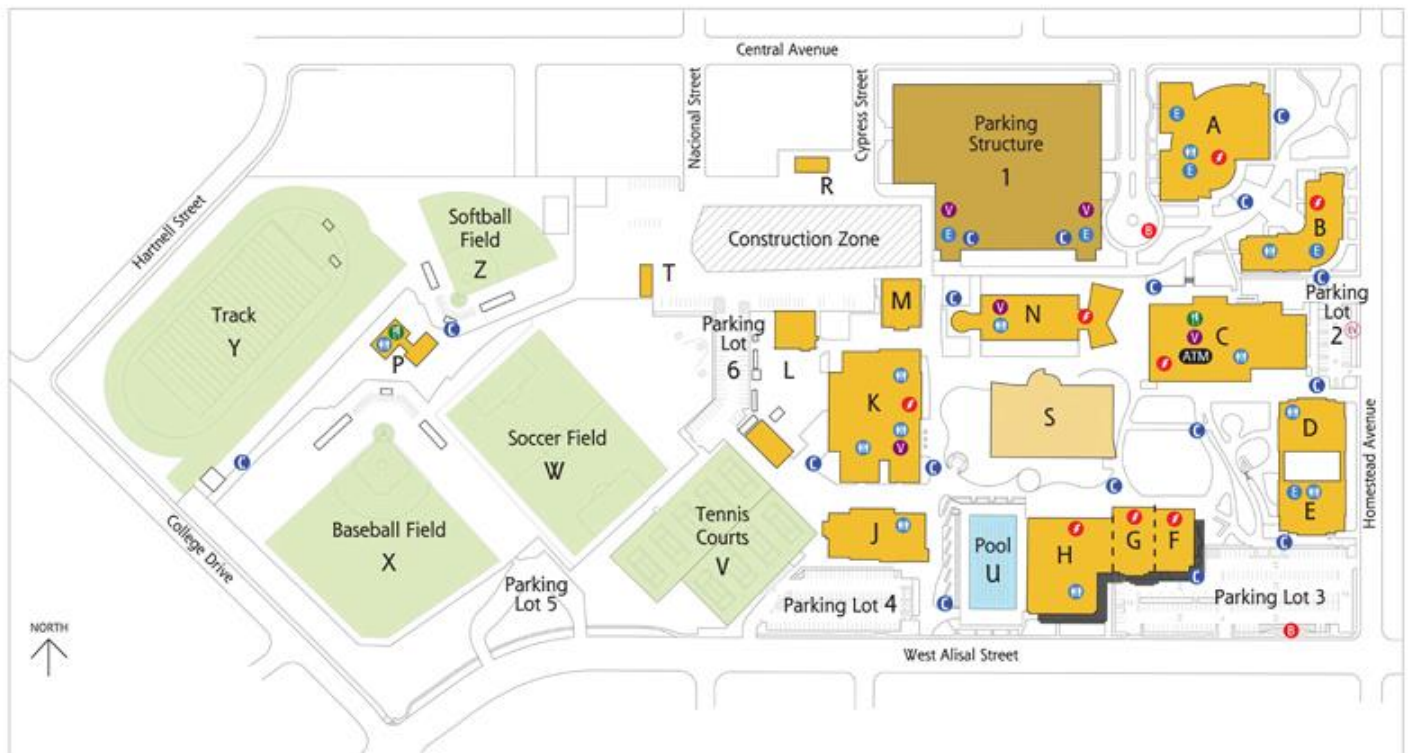 Central Avenue
Nacional Street
Cypress Street
Hartnell Street
Parking
Structure
1
V
E
C
V
E
C
B
E
A
E
C
C
B
E
C
R
Construction Zone
Softball
Field
Z
T
Track
Y
P
C
C
M
C
V
N
C
V
C
ATM
Parking
Lot
2
EV
C
Parking
Lot
6
L
K
V
C
C
S
C
C
D
E
E
C
Homestead Avenue
Soccer Field
W
Baseball Field
X
College Drive
Tennis
Courts
V
J
Pool
U
C
H
G
F
C
Parking
Lot 5
Parking Lot 4
Parking Lot 3
B
West Alisal Street
NORTH